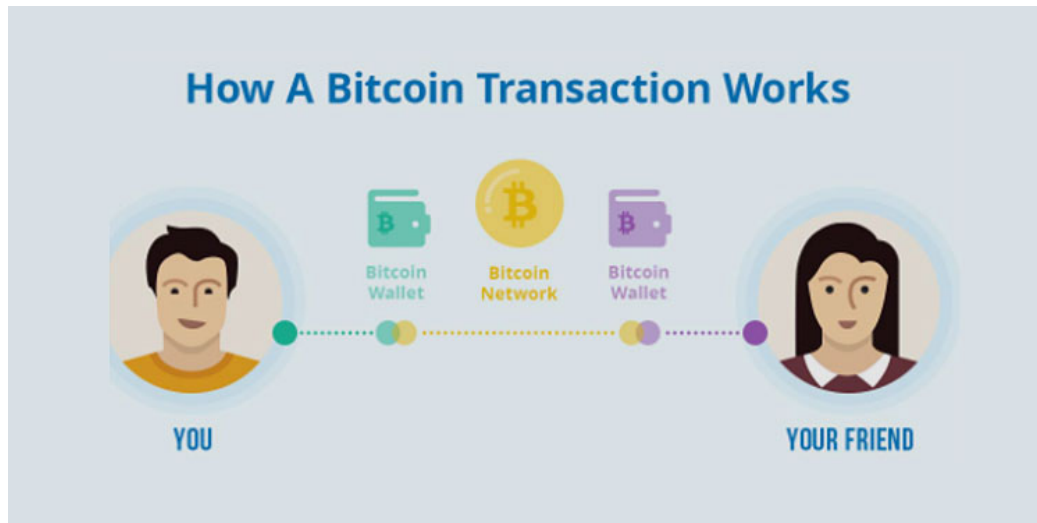 How A Bitcoin Transaction Works
Bitcoin
Wallet
Bitcoin
Network
Bitcoin
Wallet
YOU
YOUR FRIEND